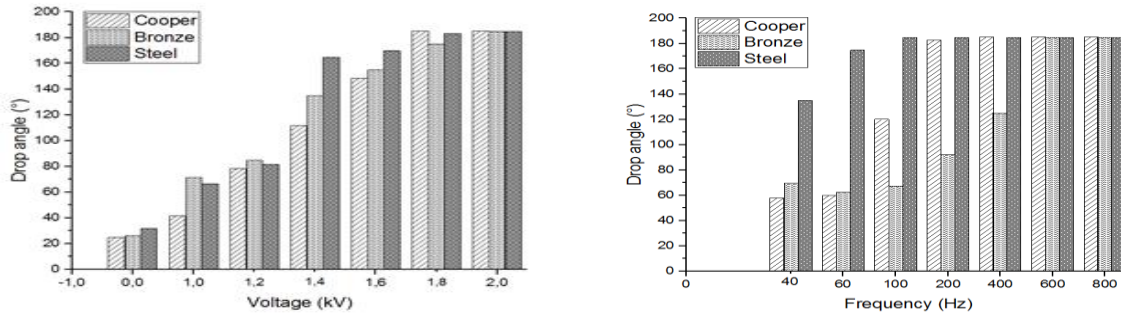 200
180
160
140
120
100
80
60
40
20
0
Drop angle (°)
Cooper
Bronze
Steel
-1,0 0,0 1,0 1,2 1,4 1,6 1,8 2,0
Voltage (kV)
200
180
160
140
120
100
80
60
40
20
0
Drop angle (°)
Cooper
Bronze
Steel
0 40 60 100 200 400 600 800
Frequency (Hz)